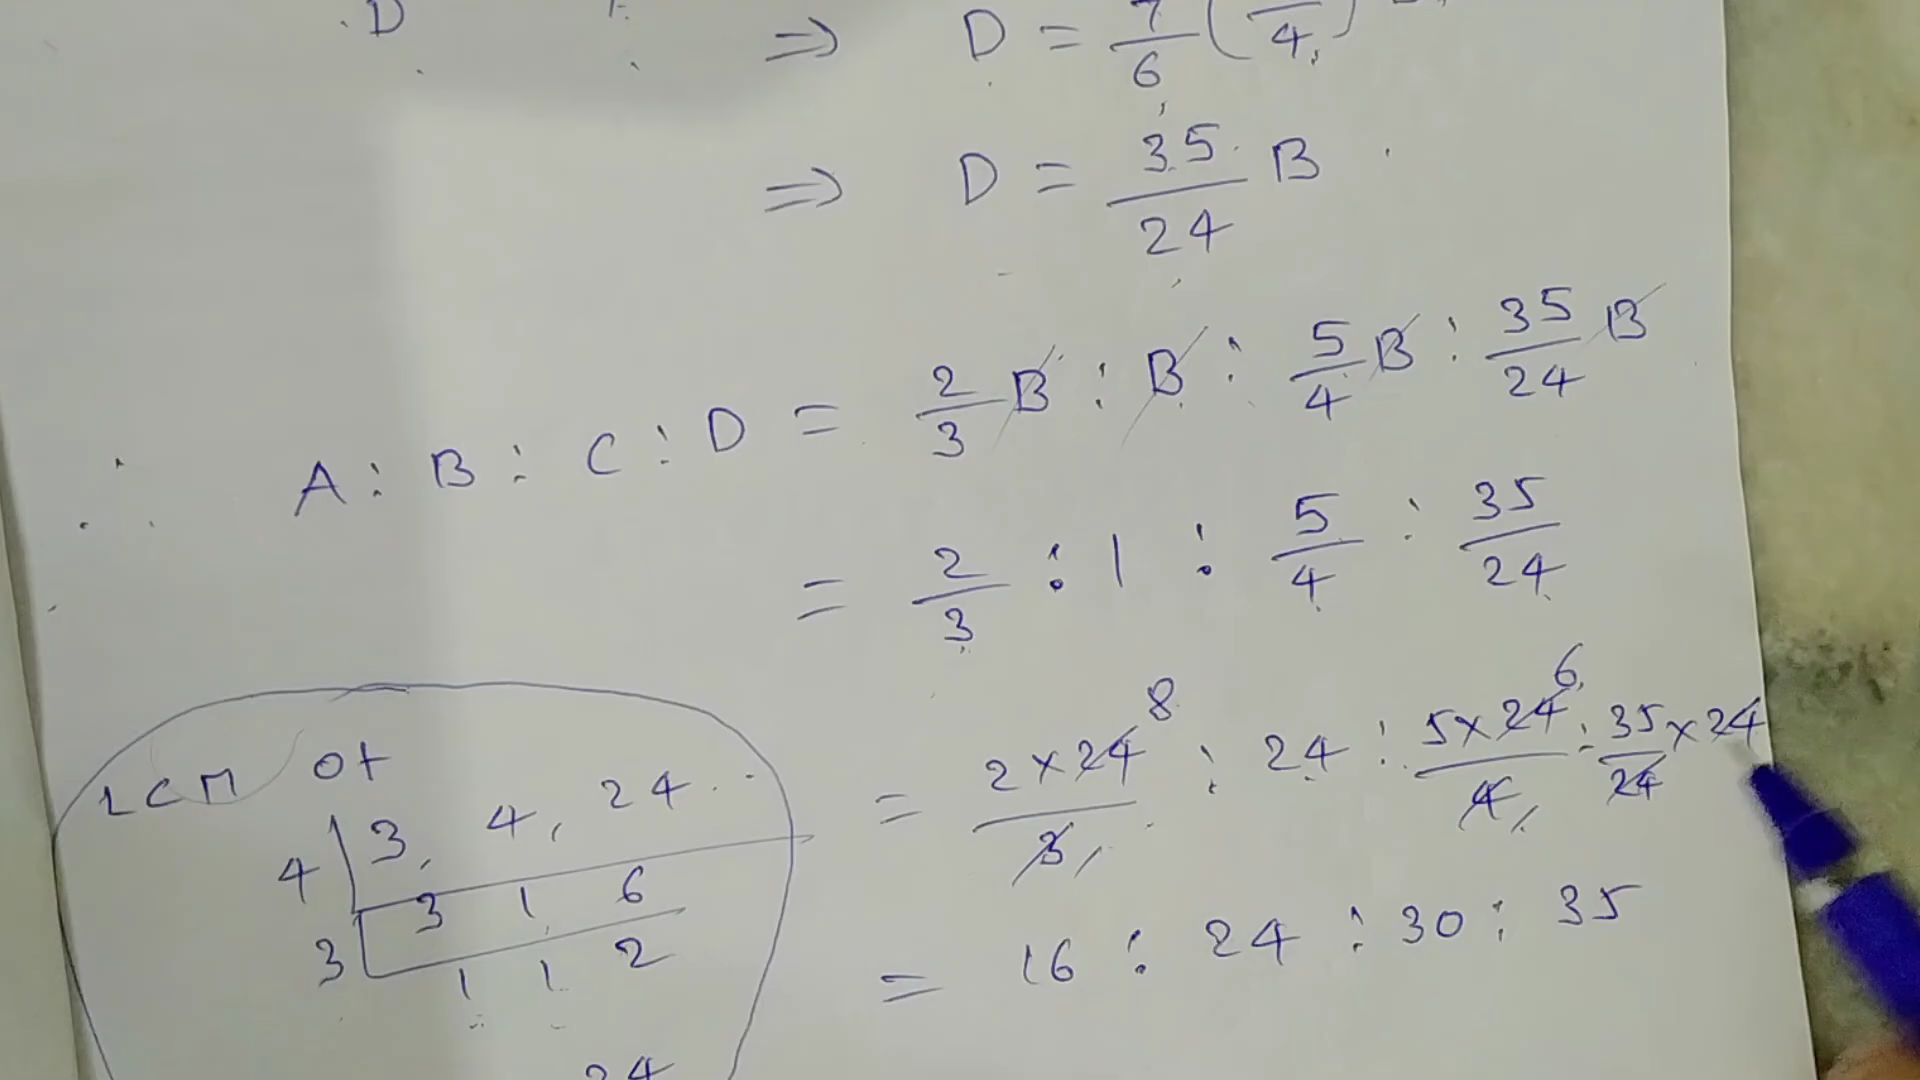 D ⇒ D = 7/6 ( /4)
⇒ D = 35/24 B
∴ A : B : C : D = 2/3 B : B : 5/4 B : 35/24 B
= 2/3 : 1 : 5/4 : 35/24
= 2 x 24/3 8 : 24 : 5 x 24/4 6 : 35/24 x 24
LCM of
4 | 3, 4, 24
3 | 3 1 6
1 1 2
= 16 : 24 : 30 : 35
24